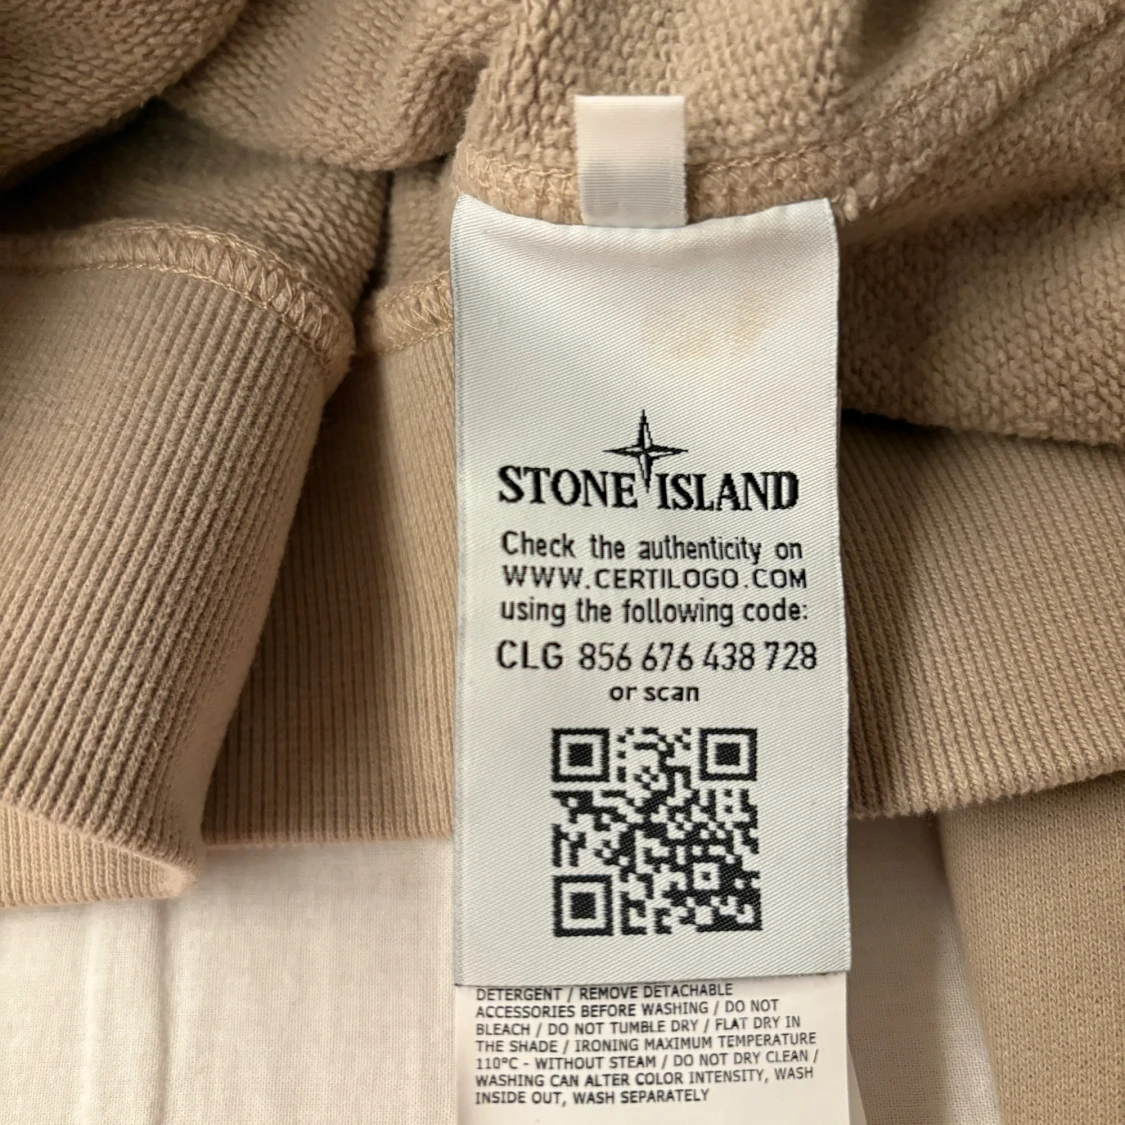 STONE ISLAND
Check the authenticity on
WWW.CERTILOGO.COM
using the following code:
CLG 856 676 438 728
or scan
DETERGENT / REMOVE DETACHABLE
ACCESSORIES BEFORE WASHING / DO NOT
BLEACH / DO NOT TUMBLE DRY / FLAT DRY IN
THE SHADE / IRONING MAXIMUM TEMPERATURE
110°C - WITHOUT STEAM / DO NOT DRY CLEAN /
WASHING CAN ALTER COLOR INTENSITY, WASH
INSIDE OUT, WASH SEPARATELY